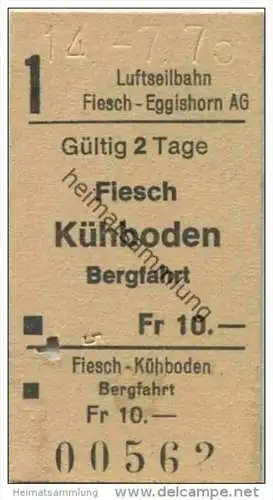 14.-7.76
1
Luftseilbahn
Fiesch-Eggishorn AG
Gültig 2 Tage
Fiesch
Kühboden
Bergfahrt
Fr 10.—
Fiesch-Kühboden
Bergfahrt
Fr 10.—
00562
heimatsammlung
©Heimatsammlung www.delcampe.net